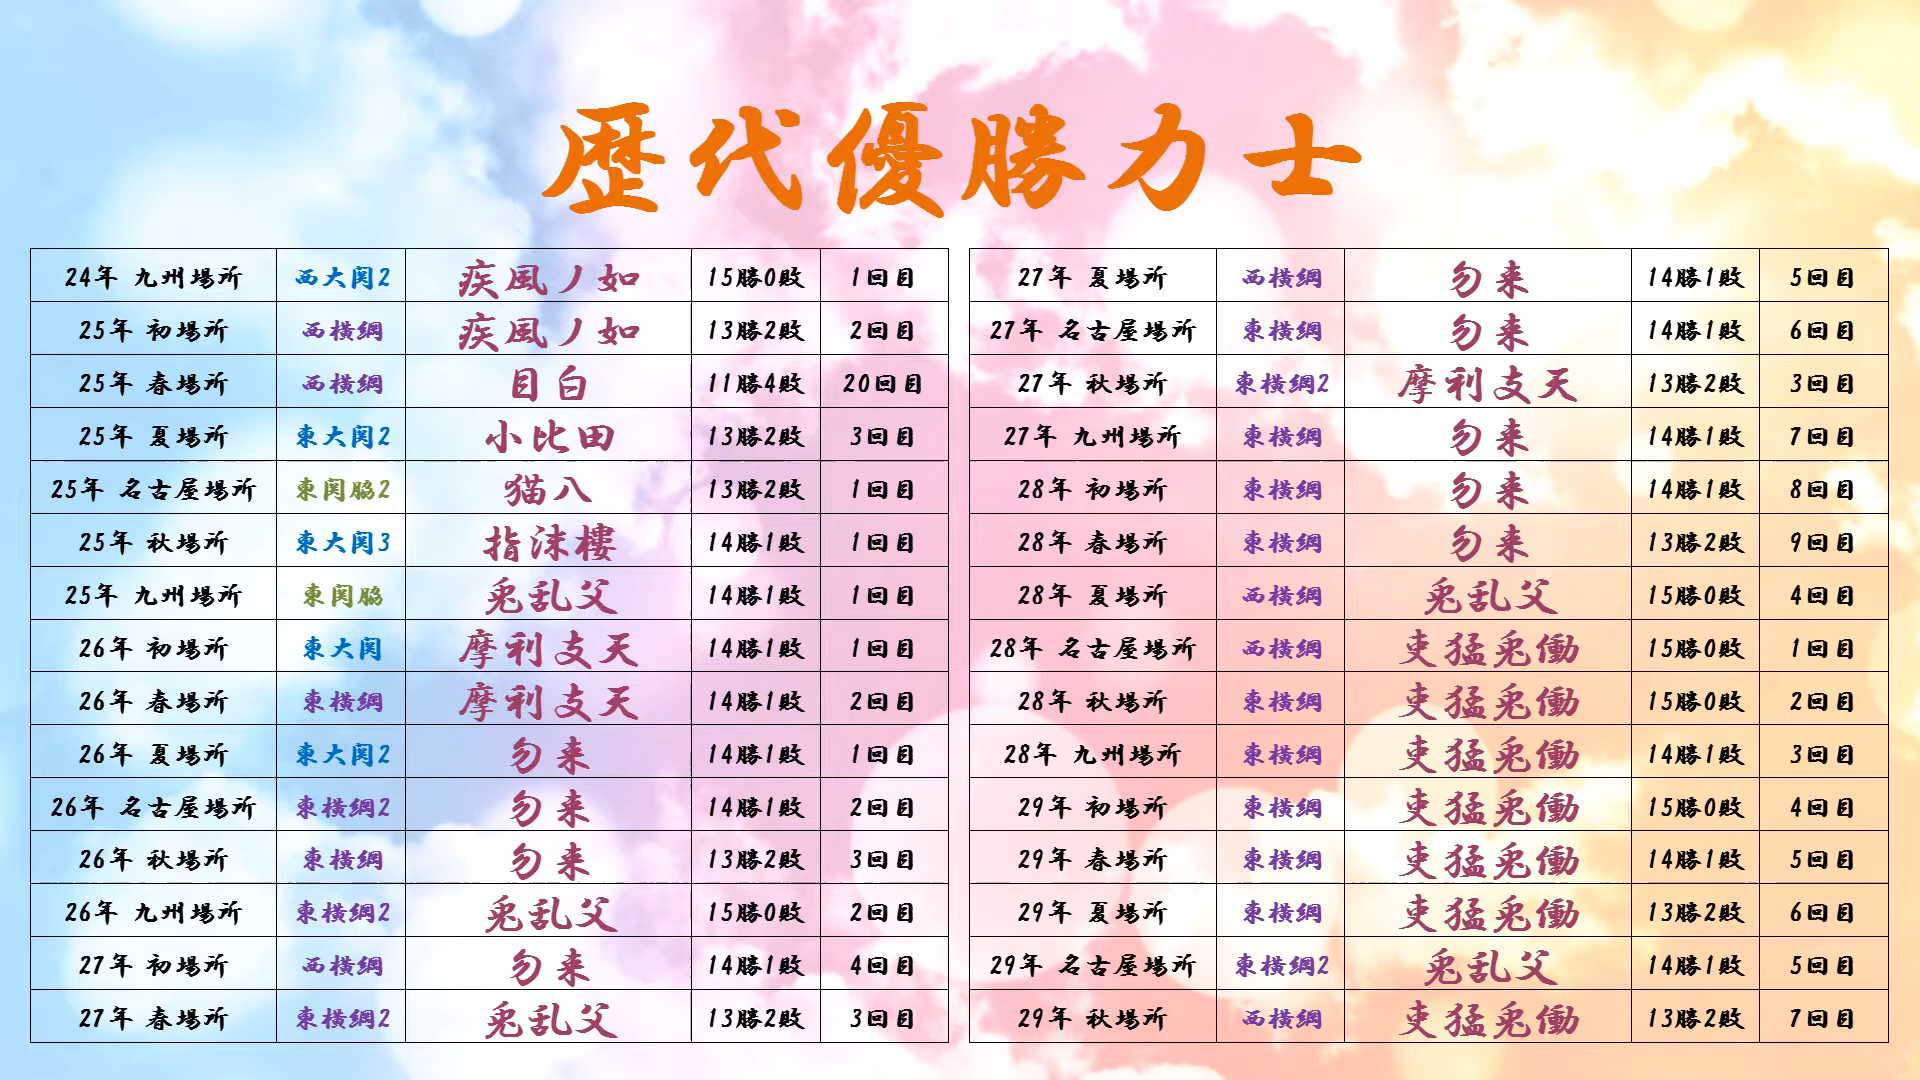 歴代優勝力士
24年 九州場所 西大関2 疾風ノ如 15勝0敗 1回目
25年 初場所 西横綱 疾風ノ如 13勝2敗 2回目
25年 春場所 西横綱 目白 11勝4敗 20回目
25年 夏場所 東大関2 小比田 13勝2敗 3回目
25年 名古屋場所 東関脇2 猫八 13勝2敗 1回目
25年 秋場所 東大関3 指沫樓 14勝1敗 1回目
25年 九州場所 東関脇 兎乱父 14勝1敗 1回目
26年 初場所 東大関 摩利支天 14勝1敗 1回目
26年 春場所 東横綱 摩利支天 14勝1敗 2回目
26年 夏場所 東大関2 勿来 14勝1敗 1回目
26年 名古屋場所 東横綱2 勿来 14勝1敗 2回目
26年 秋場所 東横綱 勿来 13勝2敗 3回目
26年 九州場所 東横綱2 兎乱父 15勝0敗 2回目
27年 初場所 西横綱 勿来 14勝1敗 4回目
27年 春場所 東横綱2 兎乱父 13勝2敗 3回目
27年 夏場所 西横綱 勿来 14勝1敗 5回目
27年 名古屋場所 東横綱 勿来 14勝1敗 6回目
27年 秋場所 東横綱2 摩利支天 13勝2敗 3回目
27年 九州場所 東横綱 勿来 14勝1敗 7回目
28年 初場所 東横綱 勿来 14勝1敗 8回目
28年 春場所 東横綱 勿来 13勝2敗 9回目
28年 夏場所 西横綱 兎乱父 15勝0敗 4回目
28年 名古屋場所 西横綱 吏猛兎働 15勝0敗 1回目
28年 秋場所 東横綱 吏猛兎働 15勝0敗 2回目
28年 九州場所 東横綱 吏猛兎働 14勝1敗 3回目
29年 初場所 東横綱 吏猛兎働 15勝0敗 4回目
29年 春場所 東横綱 吏猛兎働 14勝1敗 5回目
29年 夏場所 東横綱 吏猛兎働 13勝2敗 6回目
29年 名古屋場所 東横綱2 兎乱父 14勝1敗 5回目
29年 秋場所 西横綱 吏猛兎働 13勝2敗 7回目